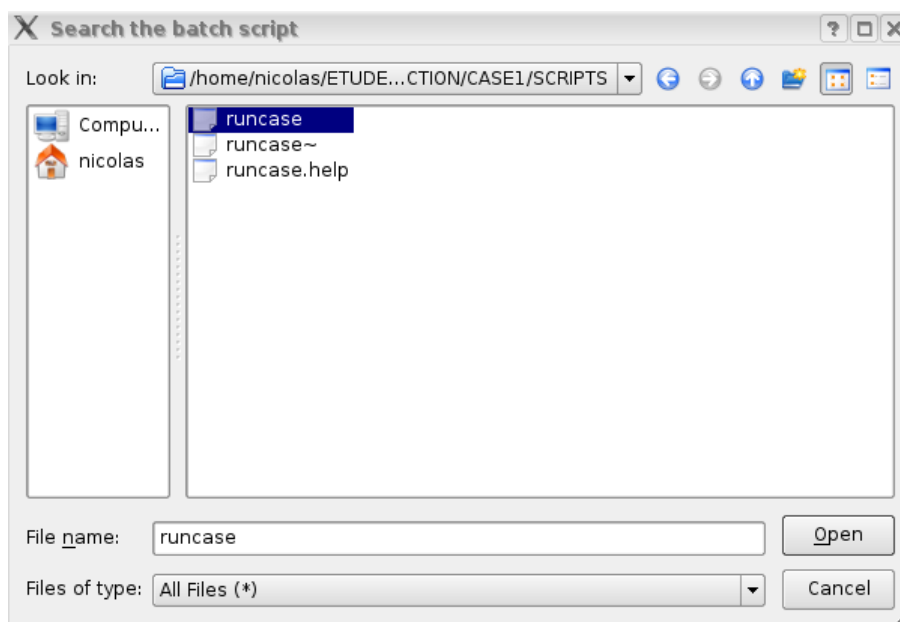 Search the batch script
Look in: /home/nicolas/ETUDE...CTION/CASE1/SCRIPTS
Compu...
nicolas
runcase
runcase~
runcase.help
File name: runcase Open
Files of type: All Files (*) Cancel